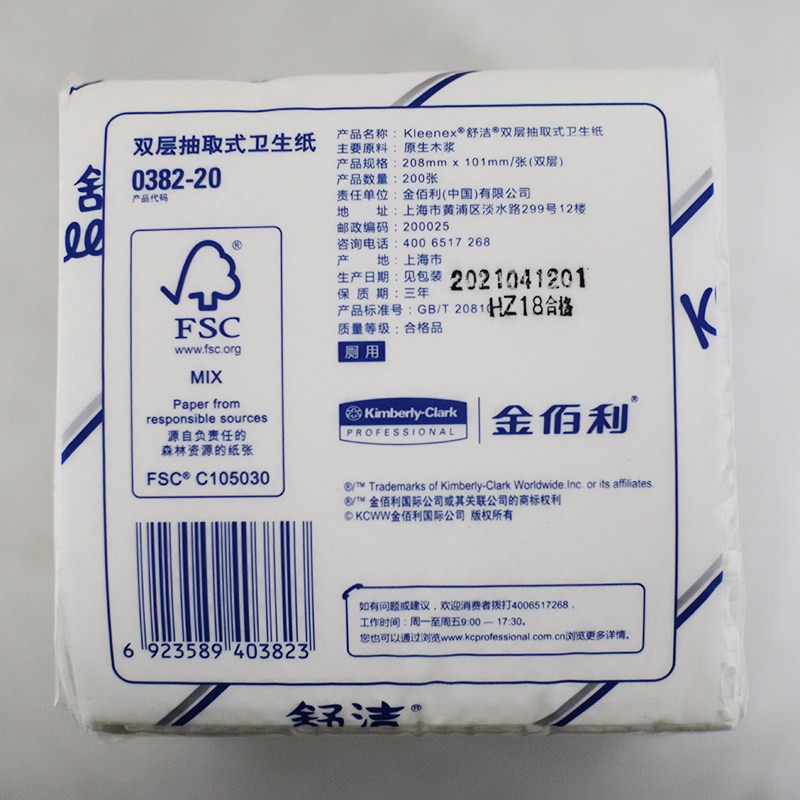 双层抽取式卫生纸
0382-20
产品代码
FSC
www.fsc.org
MIX
Paper from
responsible sources
源自负责任的
森林资源的纸张
FSC® C105030
产品名称：Kleenex®舒洁®双层抽取式卫生纸
主要原料：原生木浆
产品规格：208mm x 101mm/张(双层)
产品数量：200张
责任单位：金佰利(中国)有限公司
地 址：上海市黄浦区淡水路299号12楼
邮政编码：200025
咨询电话：400 6517 268
产 地：上海市
生产日期：见包装 2021041201
保 质 期：三年
产品标准号：GB/T 20810 HZ18合格
质量等级：合格品
厕用
Kimberly-Clark
PROFESSIONAL
金佰利®
®/™ Trademarks of Kimberly-Clark Worldwide.Inc. or its affiliates.
®/™ 金佰利国际公司或其关联公司的商标权利
© KCWW金佰利国际公司 版权所有
6 923589 403823
如有问题或建议，欢迎消费者拨打4006517268．
工作时间：周一至周五9:00 — 17:30。
您也可以通过浏览www.kcprofessional.com.cn浏览更多详情。
舒洁®